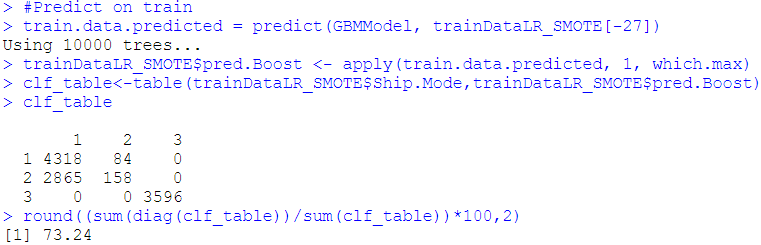 > #Predict on train
> train.data.predicted = predict(GBMModel, trainDataLR_SMOTE[-27])
Using 10000 trees...
> trainDataLR_SMOTE$pred.Boost <- apply(train.data.predicted, 1, which.max)
> clf_table<-table(trainDataLR_SMOTE$Ship.Mode,trainDataLR_SMOTE$pred.Boost)
> clf_table
1 2 3
1 4318 84 0
2 2865 158 0
3 0 0 3596
> round((sum(diag(clf_table))/sum(clf_table))*100,2)
[1] 73.24